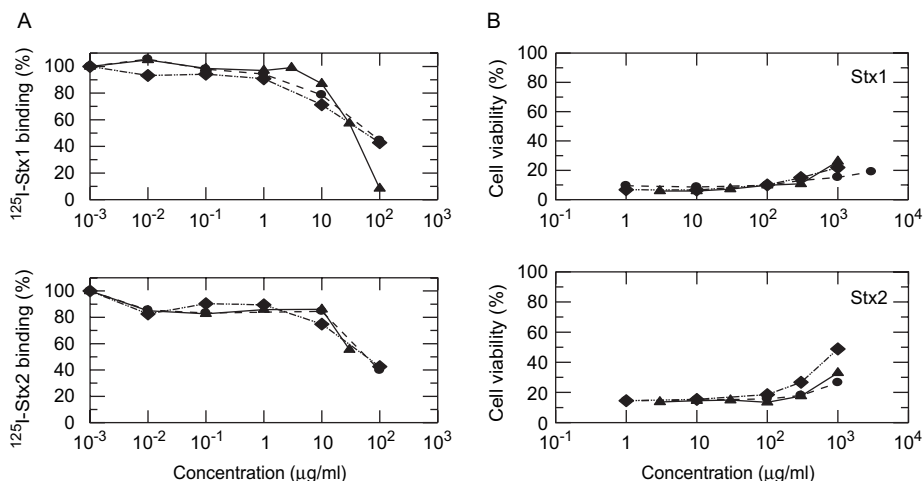 A
B
¹²⁵I-Stx1 binding (%)
100
80
60
40
20
0
10⁻³ 10⁻² 10⁻¹ 1 10 10² 10³
Cell viability (%)
100
80
60
40
20
0
Stx1
10⁻¹ 1 10 10² 10³ 10⁴
¹²⁵I-Stx2 binding (%)
100
80
60
40
20
0
10⁻³ 10⁻² 10⁻¹ 1 10 10² 10³
Concentration (μg/ml)
Cell viability (%)
100
80
60
40
20
0
Stx2
10⁻¹ 1 10 10² 10³ 10⁴
Concentration (μg/ml)